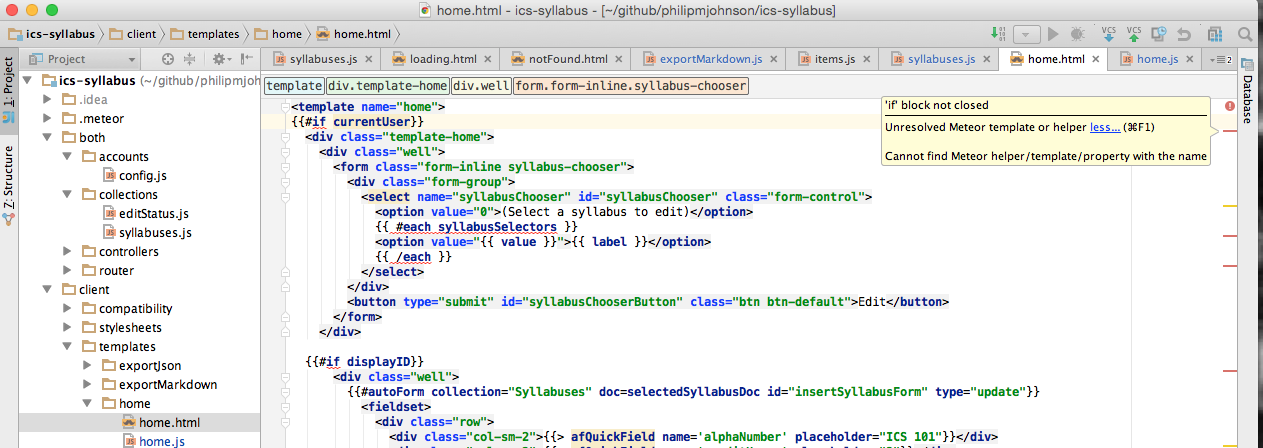 home.html - ics-syllabus - [~/github/philipmjohnson/ics-syllabus]
ics-syllabus client templates home home.html
Project
syllabuses.js loading.html notFound.html exportMarkdown.js items.js syllabuses.js home.html home.js 2
1: Project
Z: Structure
Database
ics-syllabus (~/github/philipmjohnson
.idea
.meteor
both
accounts
config.js
collections
editStatus.js
syllabuses.js
controllers
router
client
compatibility
stylesheets
templates
exportJson
exportMarkdown
home
home.html
home.js
template div.template-home div.well form.form-inline.syllabus-chooser
<template name="home">
{{#if currentUser}}
<div class="template-home">
<div class="well">
<form class="form-inline syllabus-chooser">
<div class="form-group">
<select name="syllabusChooser" id="syllabusChooser" class="form-control">
<option value="0">(Select a syllabus to edit)</option>
{{ #each syllabusSelectors }}
<option value="{{ value }}">{{ label }}</option>
{{ /each }}
</select>
</div>
<button type="submit" id="syllabusChooserButton" class="btn btn-default">Edit</button>
</form>
</div>
{{#if displayID}}
<div class="well">
{{#autoForm collection="Syllabuses" doc=selectedSyllabusDoc id="insertSyllabusForm" type="update"}}
<fieldset>
<div class="row">
<div class="col-sm-2">{{> afQuickField name='alphaNumber' placeholder="ICS 101"}}</div>
'if' block not closed
Unresolved Meteor template or helper less... (⌘F1)
Cannot find Meteor helper/template/property with the name